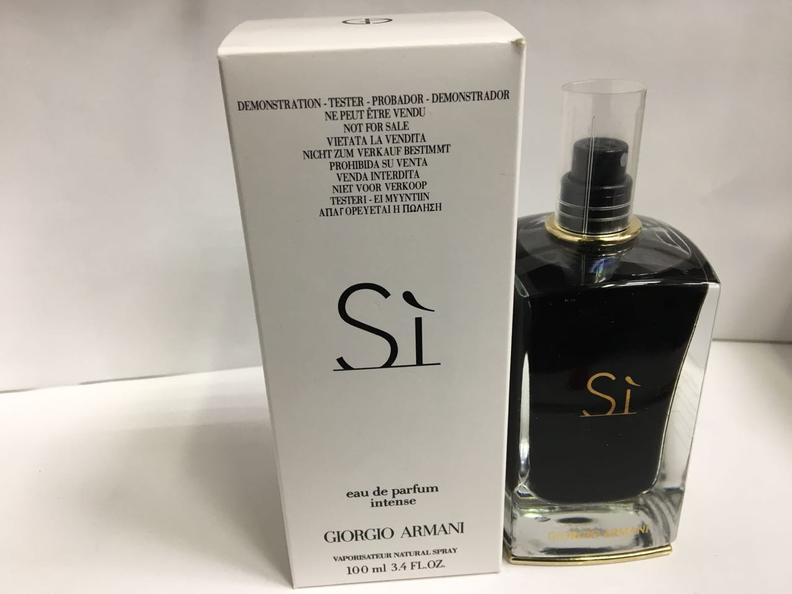 DEMONSTRATION - TESTER - PROBADOR - DEMONSTRADOR
NE PEUT ÊTRE VENDU
NOT FOR SALE
VIETATA LA VENDITA
NICHT ZUM VERKAUF BESTIMMT
PROHIBIDA SU VENTA
VENDA INTERDITA
NIET VOOR VERKOOP
TESTERI - EI MYYNTIIN
ΑΠΑΓΟΡΕΥΕΤΑΙ Η ΠΩΛΗΣΗ
Sì
eau de parfum
intense
GIORGIO ARMANI
VAPORISATEUR NATURAL SPRAY
100 ml 3.4 FL.OZ.
Sì
GIORGIO ARMANI